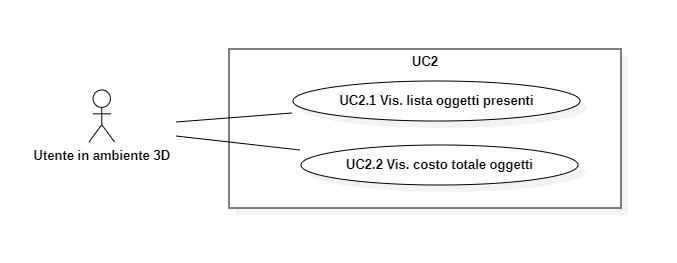 UC2
UC2.1 Vis. lista oggetti presenti
Utente in ambiente 3D
UC2.2 Vis. costo totale oggetti